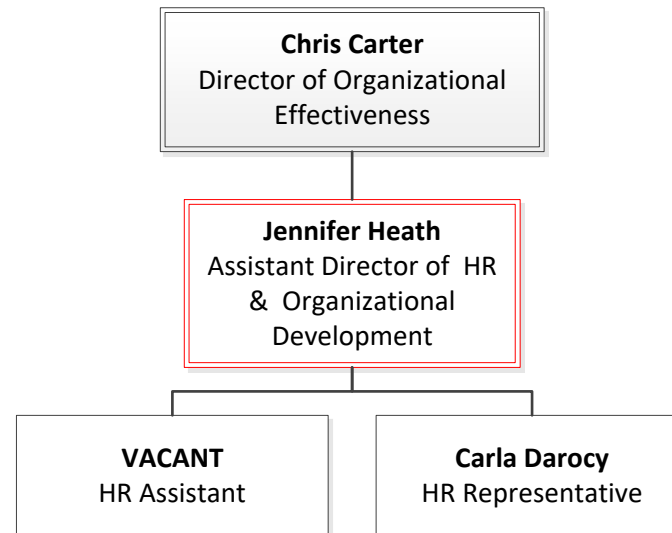 Chris Carter
Director of Organizational
Effectiveness
Jennifer Heath
Assistant Director of HR
& Organizational
Development
VACANT
HR Assistant
Carla Darocy
HR Representative